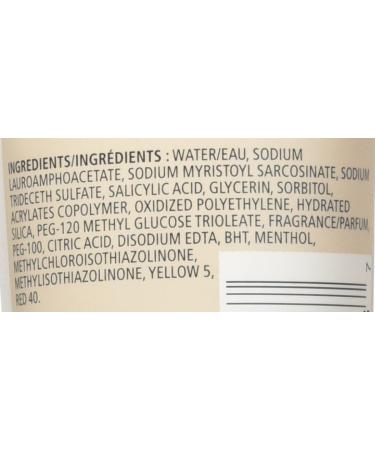 INGREDIENTS/INGRÉDIENTS : WATER/EAU, SODIUM
LAUROAMPHOACETATE, SODIUM MYRISTOYL SARCOSINATE, SODIUM
TRIDECETH SULFATE, SALICYLIC ACID, GLYCERIN, SORBITOL,
ACRYLATES COPOLYMER, OXIDIZED POLYETHYLENE, HYDRATED
SILICA, PEG-120 METHYL GLUCOSE TRIOLEATE, FRAGRANCE/PARFUM,
PEG-100, CITRIC ACID, DISODIUM EDTA, BHT, MENTHOL,
METHYLCHLOROISOTHIAZOLINONE,
METHYLISOTHIAZOLINONE, YELLOW 5,
RED 40.